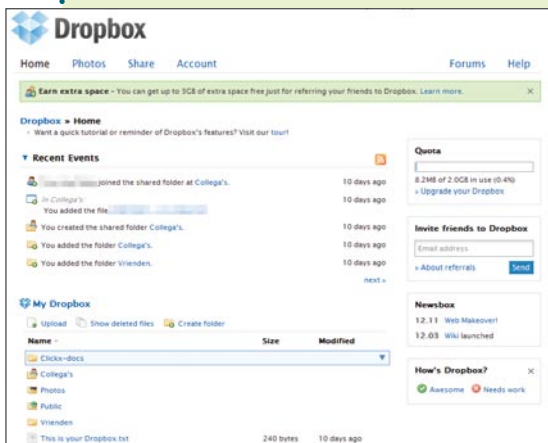 Dropbox
Home Photos Share Account Forums Help
Earn extra space – You can get up to 3GB of extra space free just for referring your friends to Dropbox. Learn more. ×
Dropbox » Home
Want a quick tutorial or reminder of Dropbox's features? Visit our tour!
Recent Events
joined the shared folder at Collega's. 10 days ago
In Collega's: 10 days ago
You added the file
You created the shared folder Collega's. 10 days ago
You added the folder Collega's. 10 days ago
You added the folder Vrienden. 10 days ago
next »
My Dropbox
Upload Show deleted files Create folder
Name Size Modified
Clickx-docs
Collega's
Photos
Public
Vrienden
This is your Dropbox.txt 240 bytes 10 days ago
Quota
8.2MB of 2.0GB in use (0.4%)
» Upgrade your Dropbox
Invite friends to Dropbox
Email address
» About referrals Send
Newsbox
12.11 Web Makeover!
12.03 Wiki launched
How's Dropbox? ×
Awesome Needs work